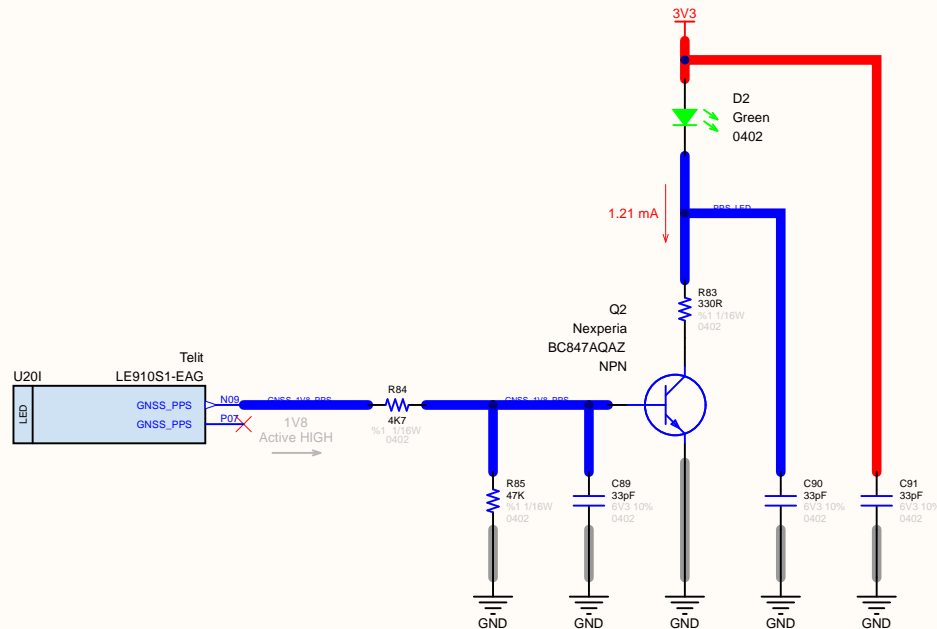 3V3
D2
Green
0402
1.21 mA
PPS_LED
R83
330R
%1 1/16W
0402
Q2
Nexperia
BC847AQAZ
NPN
Telit
U20I
LE910S1-EAG
LED
GNSS_PPS
N09
GNSS_PPS
P07
GNSS_1V8_PPS
1V8
Active HIGH
R84
4K7
%1 1/16W
0402
GNSS_1V8_PPS
R85
47K
%1 1/16W
0402
C89
33pF
6V3 10%
0402
C90
33pF
6V3 10%
0402
C91
33pF
6V3 10%
0402
GND
GND
GND
GND
GND